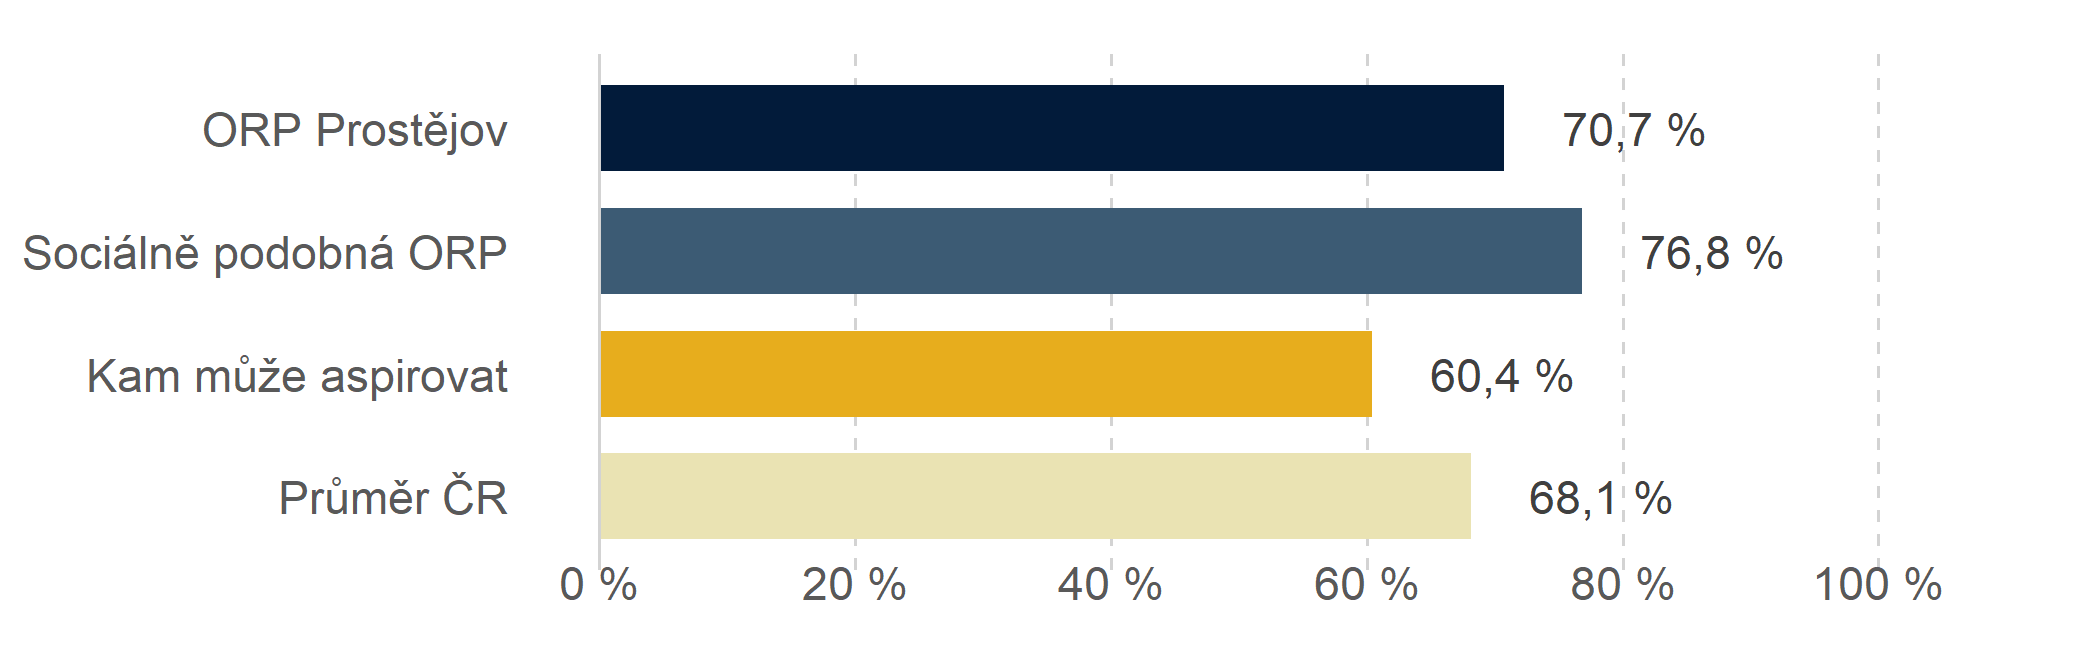 ORP Prostějov 70,7 %
Sociálně podobná ORP 76,8 %
Kam může aspirovat 60,4 %
Průměr ČR 68,1 %
0 % 20 % 40 % 60 % 80 % 100 %